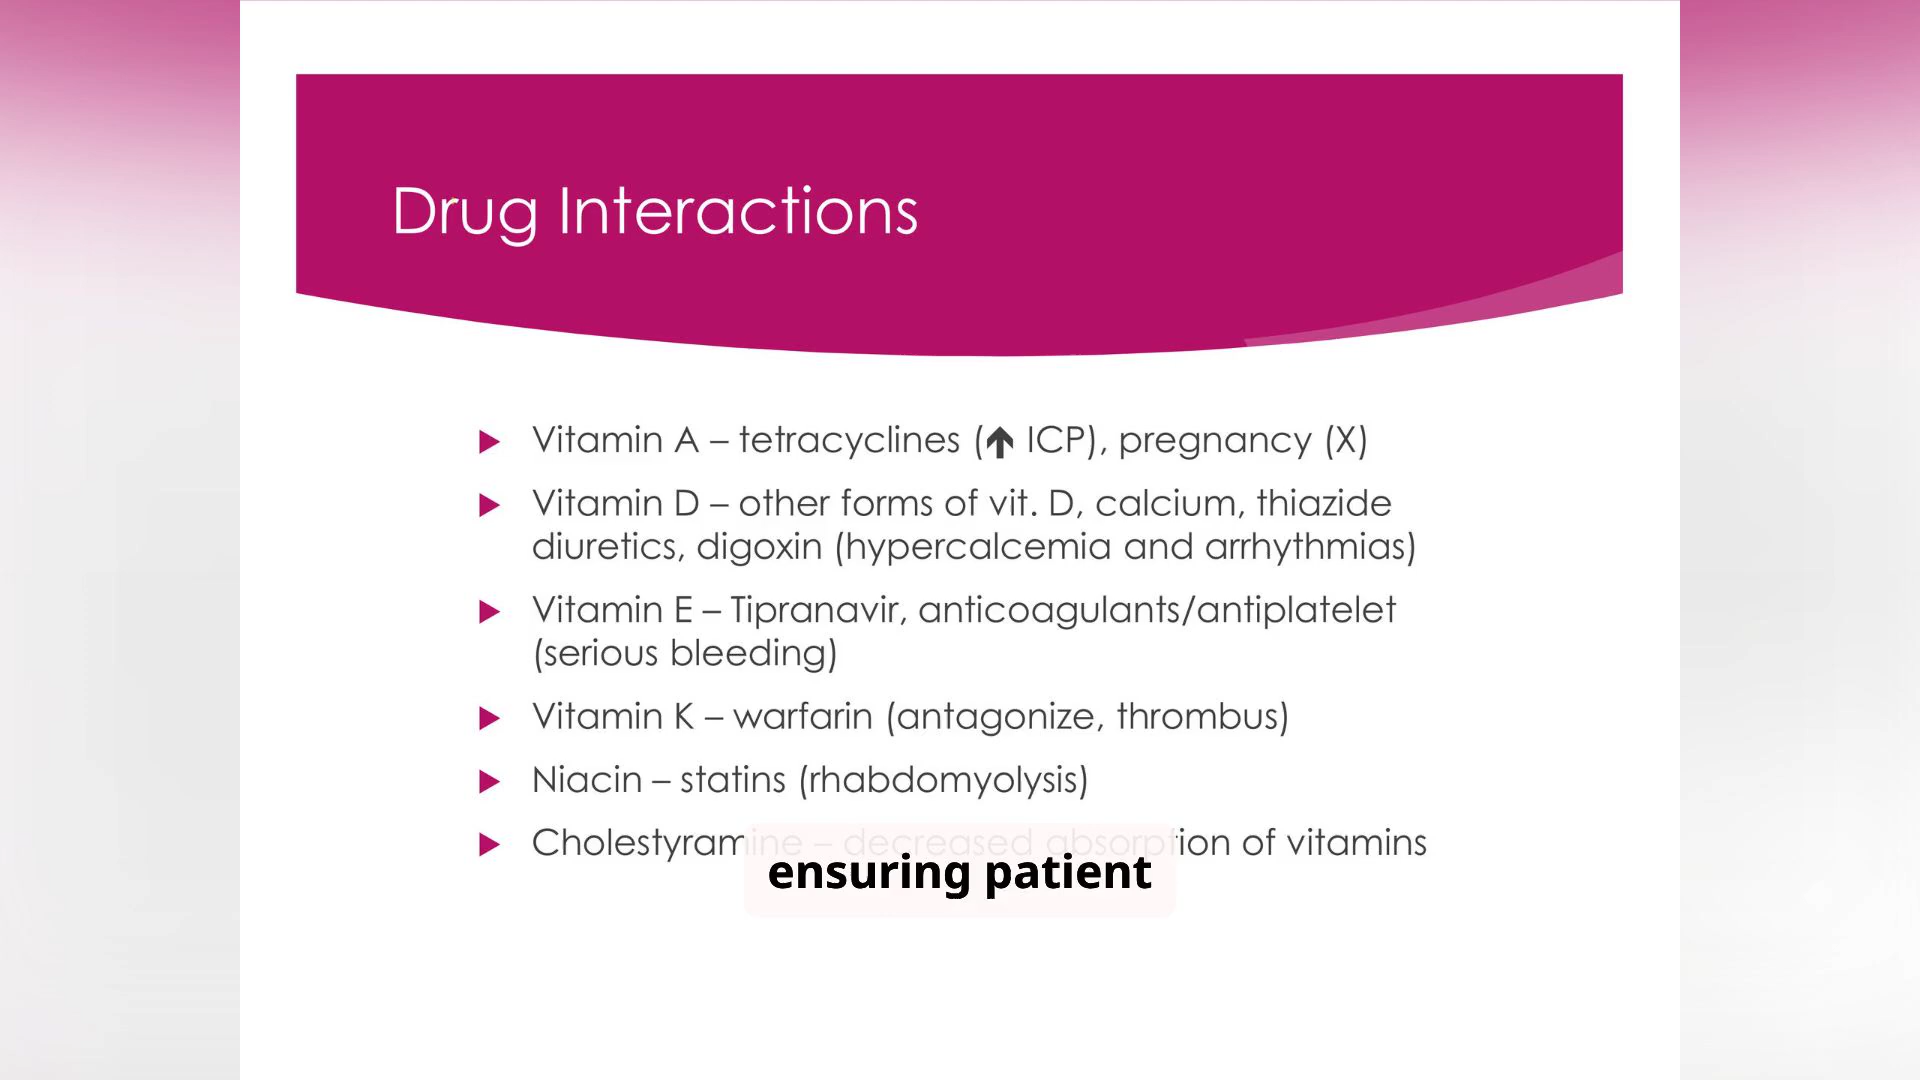 Drug Interactions
Vitamin A – tetracyclines (🡅 ICP), pregnancy (X)
Vitamin D – other forms of vit. D, calcium, thiazide
diuretics, digoxin (hypercalcemia and arrhythmias)
Vitamin E – Tipranavir, anticoagulants/antiplatelet
(serious bleeding)
Vitamin K – warfarin (antagonize, thrombus)
Niacin – statins (rhabdomyolysis)
Cholestyramine – decreased absorption of vitamins
ensuring patient